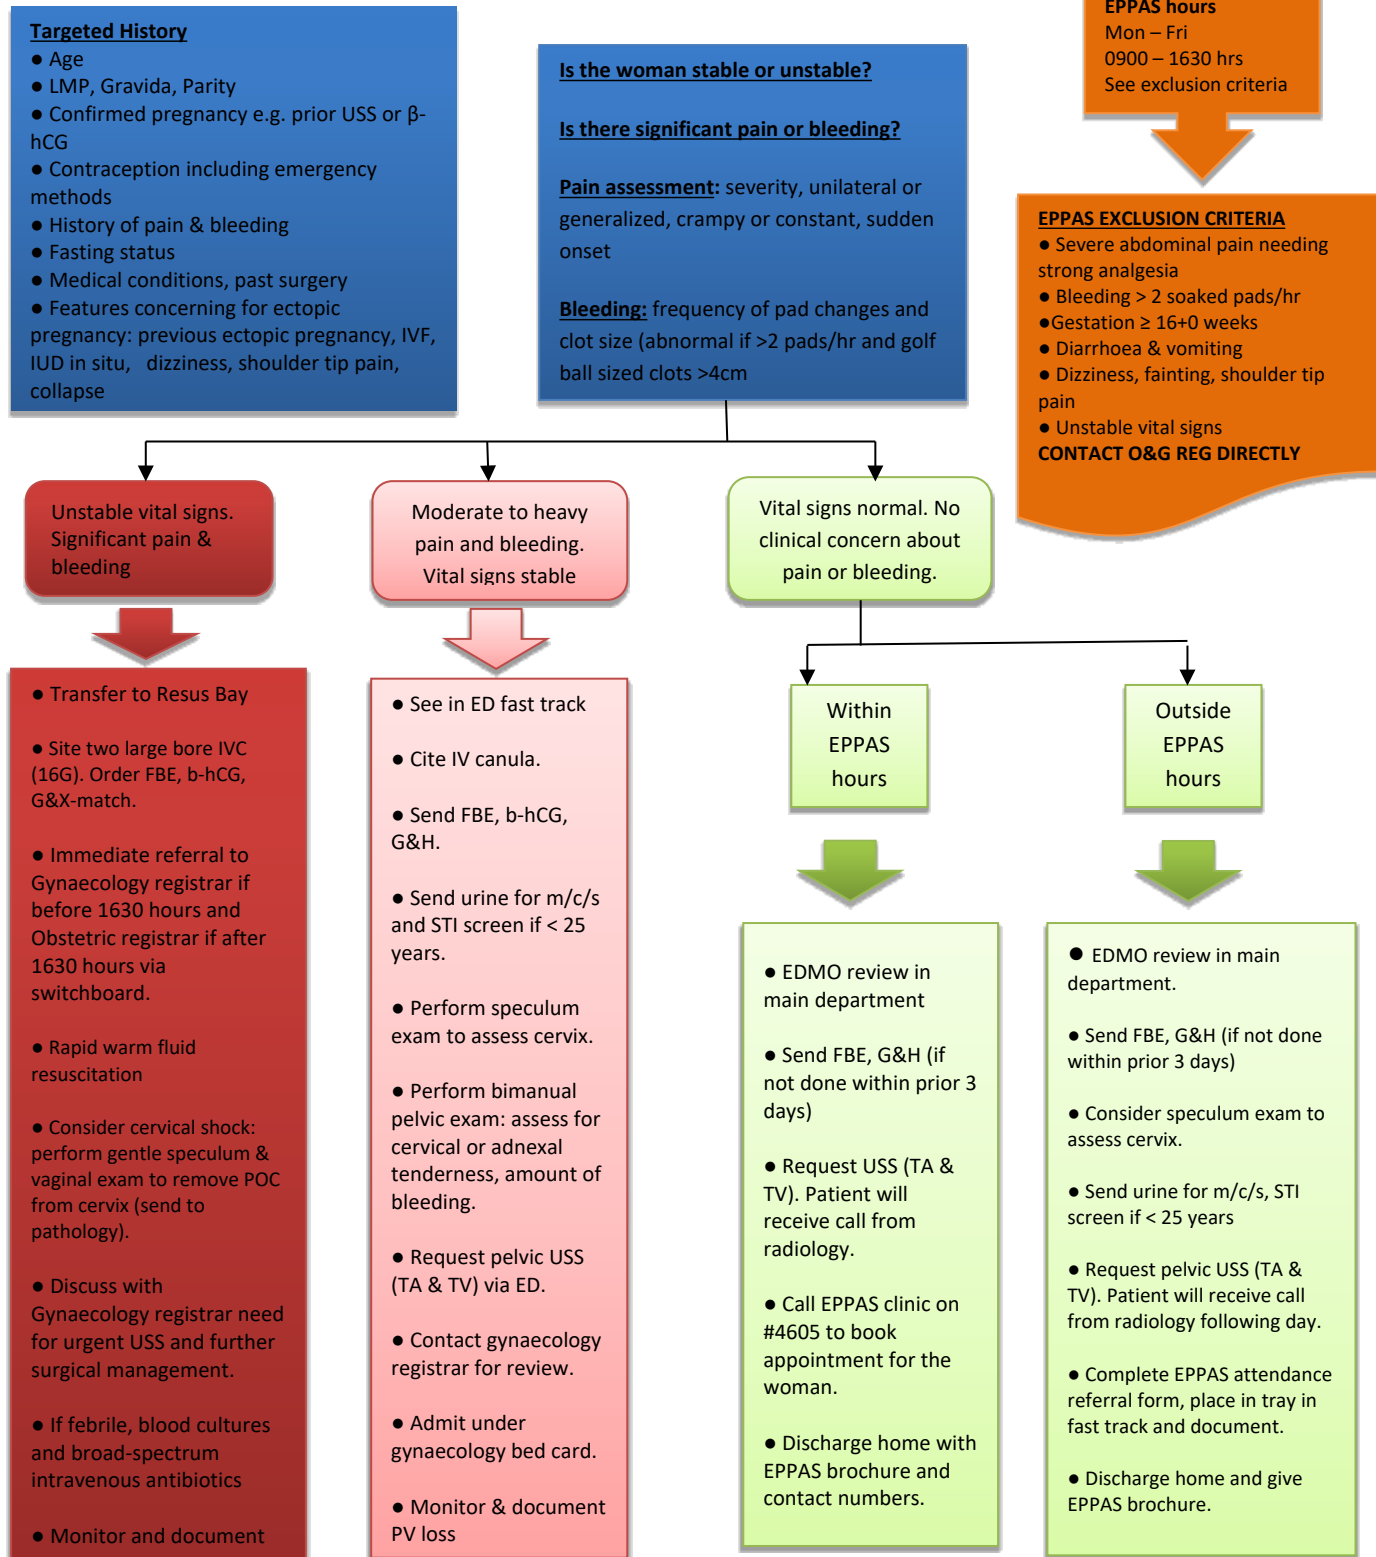 Targeted History
● Age
● LMP, Gravida, Parity
● Confirmed pregnancy e.g. prior USS or β-
hCG
● Contraception including emergency
methods
● History of pain & bleeding
● Fasting status
● Medical conditions, past surgery
● Features concerning for ectopic
pregnancy: previous ectopic pregnancy, IVF,
IUD in situ, dizziness, shoulder tip pain,
collapse
Is the woman stable or unstable?
Is there significant pain or bleeding?
Pain assessment: severity, unilateral or
generalized, crampy or constant, sudden
onset
Bleeding: frequency of pad changes and
clot size (abnormal if >2 pads/hr and golf
ball sized clots >4cm
EPPAS hours
Mon – Fri
0900 – 1630 hrs
See exclusion criteria
EPPAS EXCLUSION CRITERIA
● Severe abdominal pain needing
strong analgesia
● Bleeding > 2 soaked pads/hr
●Gestation ≥ 16+0 weeks
● Diarrhoea & vomiting
● Dizziness, fainting, shoulder tip
pain
● Unstable vital signs
CONTACT O&G REG DIRECTLY
Unstable vital signs.
Significant pain &
bleeding
Moderate to heavy
pain and bleeding.
Vital signs stable
Vital signs normal. No
clinical concern about
pain or bleeding.
● Transfer to Resus Bay
● Site two large bore IVC
(16G). Order FBE, b-hCG,
G&X-match.
● Immediate referral to
Gynaecology registrar if
before 1630 hours and
Obstetric registrar if after
1630 hours via
switchboard.
● Rapid warm fluid
resuscitation
● Consider cervical shock:
perform gentle speculum &
vaginal exam to remove POC
from cervix (send to
pathology).
● Discuss with
Gynaecology registrar need
for urgent USS and further
surgical management.
● If febrile, blood cultures
and broad-spectrum
intravenous antibiotics
● Monitor and document
● See in ED fast track
● Cite IV canula.
● Send FBE, b-hCG,
G&H.
● Send urine for m/c/s
and STI screen if < 25
years.
● Perform speculum
exam to assess cervix.
● Perform bimanual
pelvic exam: assess for
cervical or adnexal
tenderness, amount of
bleeding.
● Request pelvic USS
(TA & TV) via ED.
● Contact gynaecology
registrar for review.
● Admit under
gynaecology bed card.
● Monitor & document
PV loss
Within
EPPAS
hours
● EDMO review in
main department
● Send FBE, G&H (if
not done within prior 3
days)
● Request USS (TA &
TV). Patient will
receive call from
radiology.
● Call EPPAS clinic on
#4605 to book
appointment for the
woman.
● Discharge home with
EPPAS brochure and
contact numbers.
Outside
EPPAS
hours
● EDMO review in main
department.
● Send FBE, G&H (if not done
within prior 3 days)
● Consider speculum exam to
assess cervix.
● Send urine for m/c/s, STI
screen if < 25 years
● Request pelvic USS (TA &
TV). Patient will receive call
from radiology following day.
● Complete EPPAS attendance
referral form, place in tray in
fast track and document.
● Discharge home and give
EPPAS brochure.